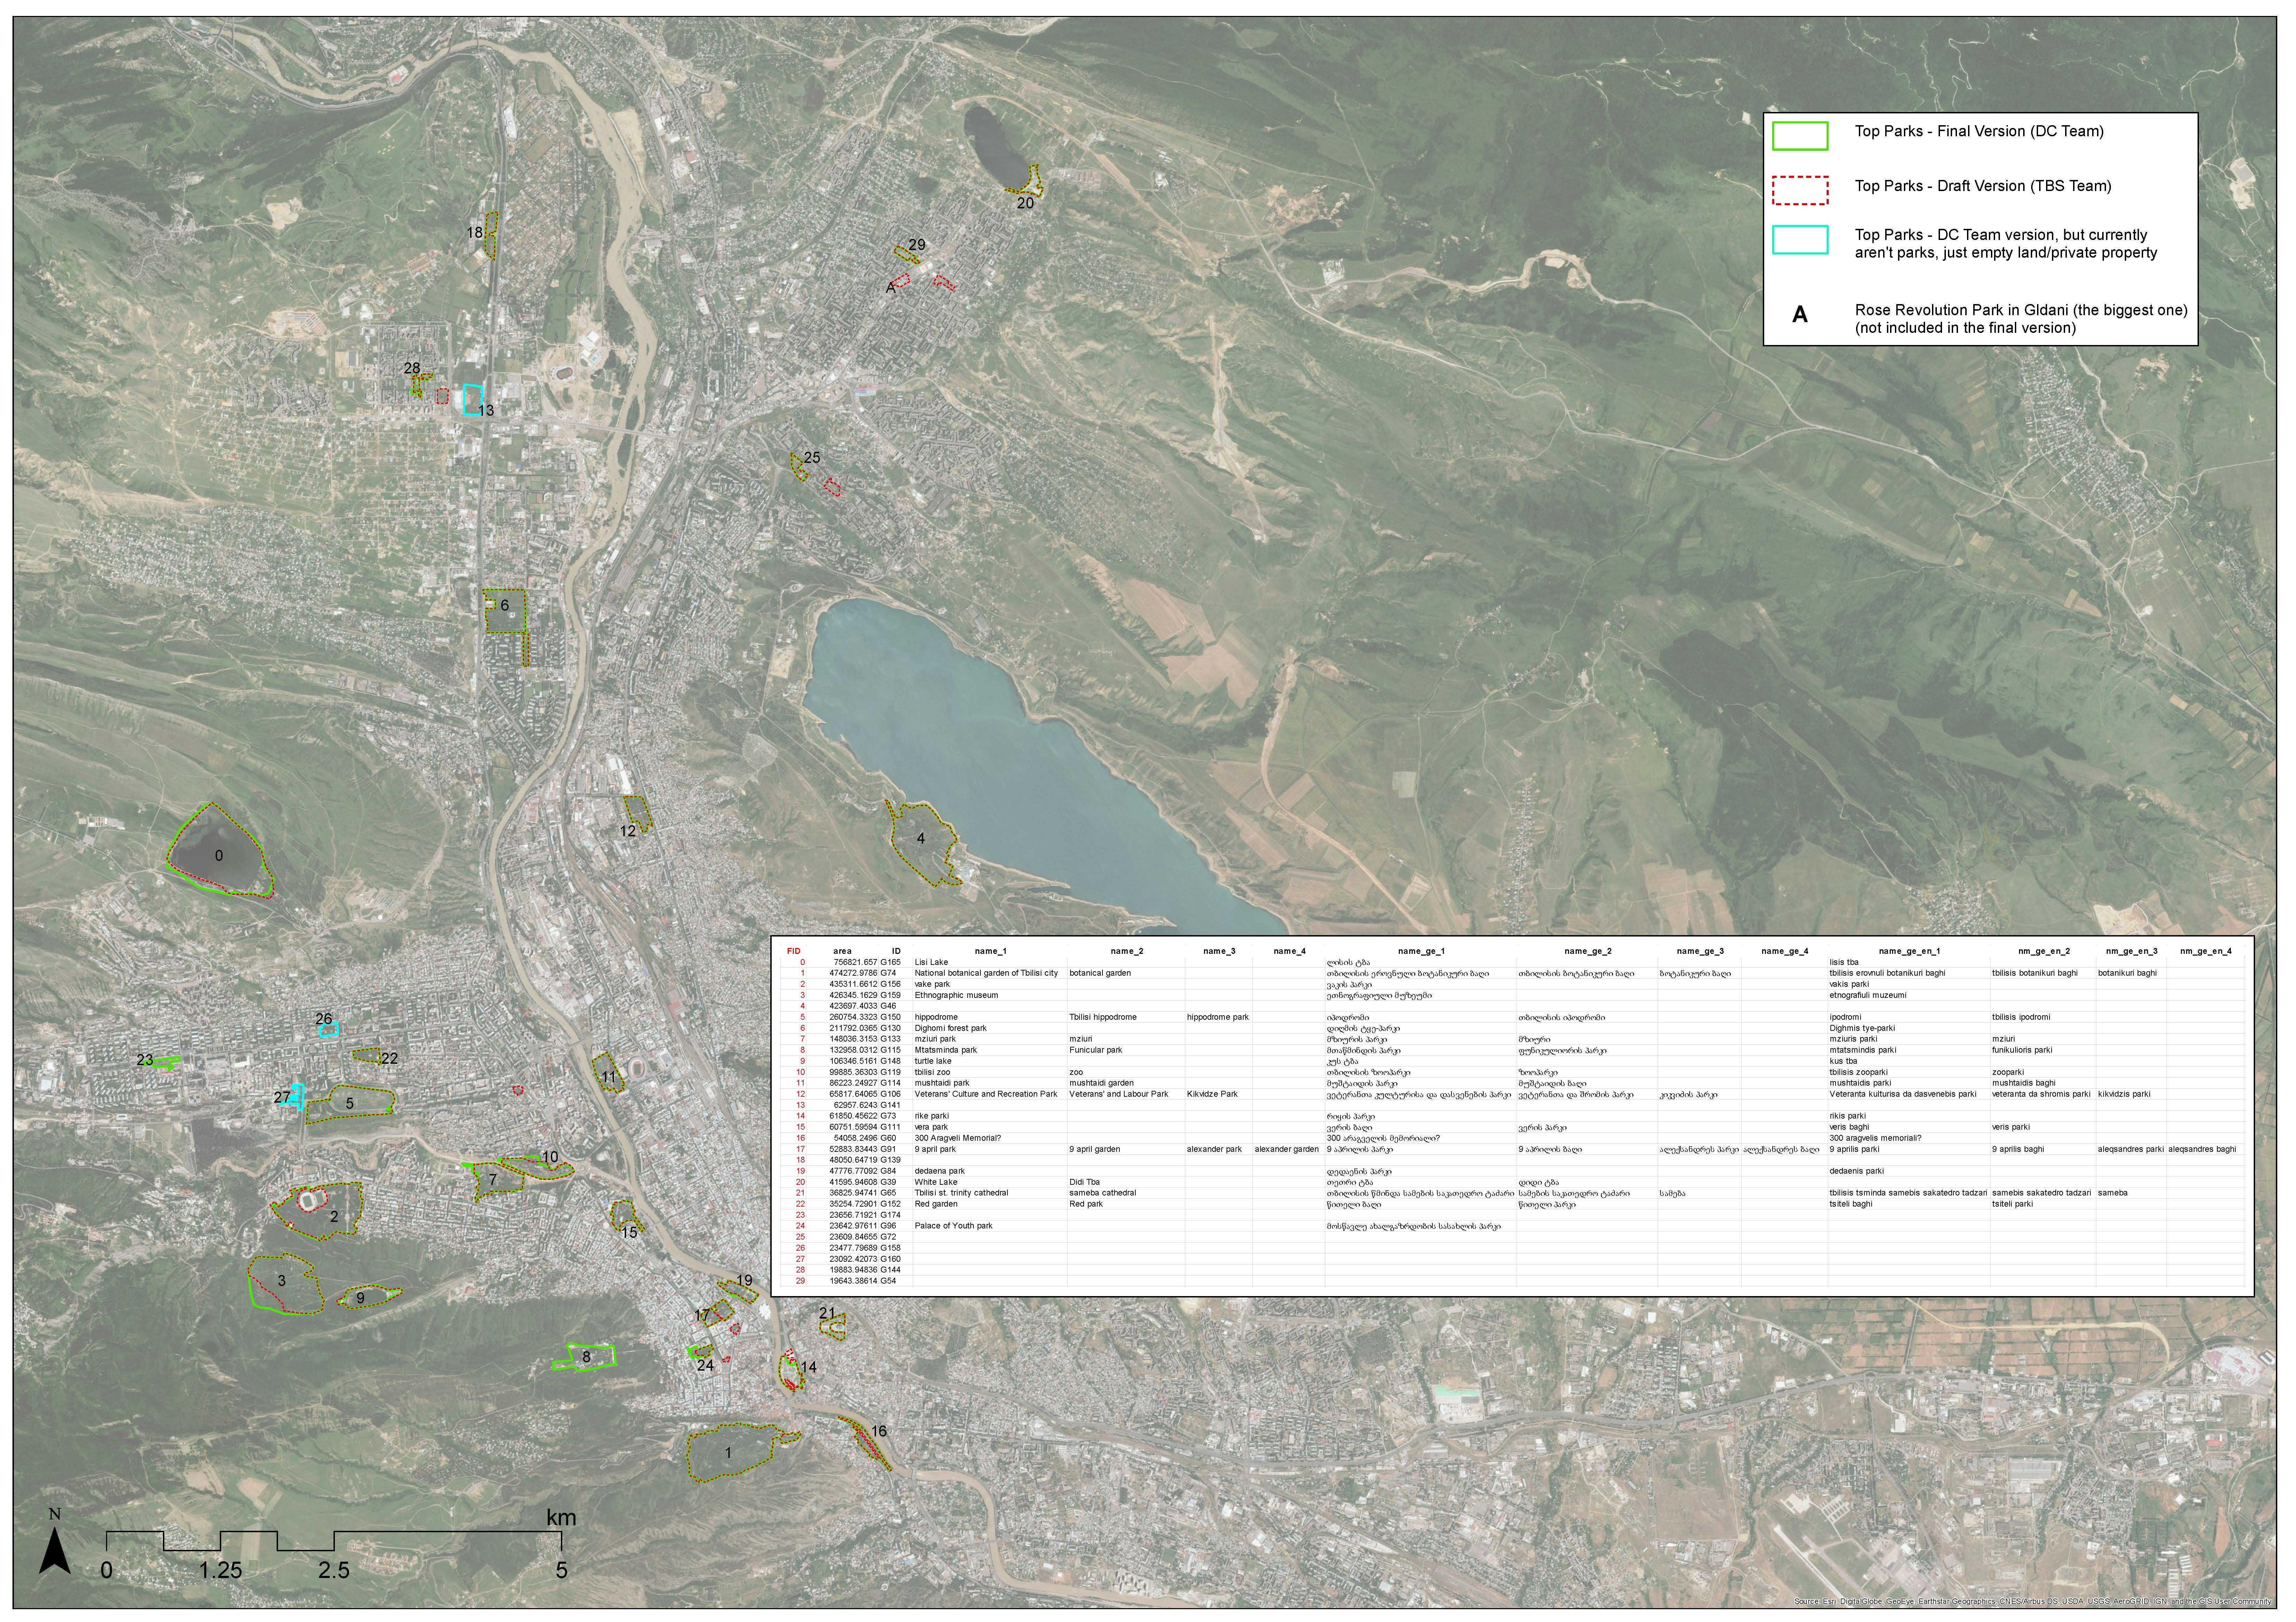 Top Parks - Final Version (DC Team)
Top Parks - Draft Version (TBS Team)
Top Parks - DC Team version, but currently
aren't parks, just empty land/private property
A Rose Revolution Park in Gldani (the biggest one)
(not included in the final version)
20
18
29
A
28
13
25
6
12
4
0
26
23
22
11
27
5
10
7
2
15
3
9
19
17
21
8
24
14
16
1
FID area ID name_1 name_2 name_3 name_4 name_ge_1 name_ge_2 name_ge_3 name_ge_4 name_ge_en_1 nm_ge_en_2 nm_ge_en_3 nm_ge_en_4
0 756821.657 G165 Lisi Lake ლისის ტბა lisis tba
1 474272.9786 G74 National botanical garden of Tbilisi city botanical garden თბილისის ეროვნული ბოტანიკური ბაღი თბილისის ბოტანიკური ბაღი ბოტანიკური ბაღი tbilisis erovnuli botanikuri baghi tbilisis botanikuri baghi botanikuri baghi
2 435311.6612 G156 vake park ვაკის პარკი vakis parki
3 426345.1629 G159 Ethnographic museum ეთნოგრაფიული მუზეუმი etnografiuli muzeumi
4 423697.4033 G46
5 260754.3323 G150 hippodrome Tbilisi hippodrome hippodrome park იპოდრომი თბილისის იპოდრომი ipodromi tbilisis ipodromi
6 211792.0365 G130 Dighomi forest park დიღმის ტყე-პარკი Dighmis tye-parki
7 148036.3153 G133 mziuri park mziuri მზიურის პარკი მზიური mziuris parki mziuri
8 132958.0312 G115 Mtatsminda park Funicular park მთაწმინდის პარკი ფუნიკულიორის პარკი mtatsmindis parki funikulioris parki
9 106346.5161 G148 turtle lake კუს ტბა kus tba
10 99885.36303 G119 tbilisi zoo zoo თბილისის ზოოპარკი ზოოპარკი tbilisis zooparki zooparki
11 86223.24927 G114 mushtaidi park mushtaidi garden მუშტაიდის პარკი მუშტაიდის ბაღი mushtaidis parki mushtaidis baghi
12 65817.64065 G106 Veterans' Culture and Recreation Park Veterans' and Labour Park Kikvidze Park ვეტერანთა კულტურისა და დასვენების პარკი ვეტერანთა და შრომის პარკი კიკვიძის პარკი Veteranta kulturisa da dasvenebis parki veteranta da shromis parki kikvidzis parki
13 62957.6243 G141
14 61850.45622 G73 rike parki რიყის პარკი rikis parki
15 60751.59594 G111 vera park ვერის ბაღი ვერის პარკი veris baghi veris parki
16 54058.2496 G60 300 Aragveli Memorial? 300 არაგველის მემორიალი? 300 aragvelis memoriali?
17 52883.83443 G91 9 april park 9 april garden alexander park alexander garden 9 აპრილის პარკი 9 აპრილის ბაღი ალექსანდრეს პარკი ალექსანდრეს ბაღი 9 aprilis parki 9 aprilis baghi aleqsandres parki aleqsandres baghi
18 48050.64719 G139
19 47776.77092 G84 dedaena park დედაენის პარკი dedaenis parki
20 41595.94608 G39 White Lake Didi Tba თეთრი ტბა დიდი ტბა
21 36825.94741 G65 Tbilisi st. trinity cathedral sameba cathedral თბილისის წმინდა სამების საკათედრო ტაძარი სამების საკათედრო ტაძარი სამება tbilisis tsminda samebis sakatedro tadzari samebis sakatedro tadzari sameba
22 35254.72901 G152 Red garden Red park წითელი ბაღი წითელი პარკი tsiteli baghi tsiteli parki
23 23656.71921 G174
24 23642.97611 G96 Palace of Youth park მოსწავლე ახალგაზრდობის სასახლის პარკი
25 23609.84655 G72
26 23477.79689 G158
27 23092.42073 G160
28 19883.94836 G144
29 19643.38614 G54
N
km
0 1.25 2.5 5
Source: Esri, DigitalGlobe, GeoEye, Earthstar Geographics, CNES/Airbus DS, USDA, USGS, AeroGRID, IGN, and the GIS User Community